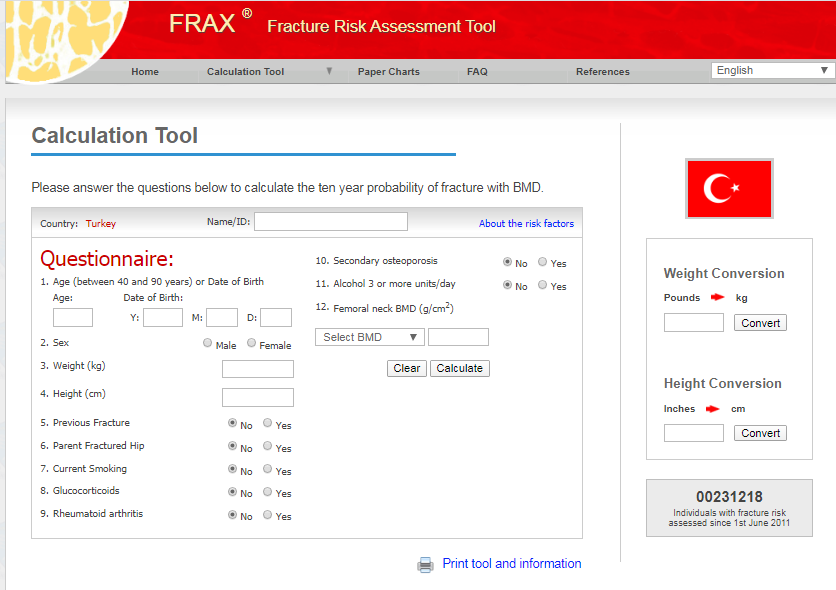 FRAX ® Fracture Risk Assessment Tool
Home Calculation Tool Paper Charts FAQ References English
Calculation Tool
Please answer the questions below to calculate the ten year probability of fracture with BMD.
Country: Turkey Name/ID: About the risk factors
Questionnaire:
1. Age (between 40 and 90 years) or Date of Birth
Age: Date of Birth:
Y: M: D:
2. Sex Male Female
3. Weight (kg)
4. Height (cm)
5. Previous Fracture No Yes
6. Parent Fractured Hip No Yes
7. Current Smoking No Yes
8. Glucocorticoids No Yes
9. Rheumatoid arthritis No Yes
10. Secondary osteoporosis No Yes
11. Alcohol 3 or more units/day No Yes
12. Femoral neck BMD (g/cm²)
Select BMD
Clear Calculate
Print tool and information
Weight Conversion
Pounds kg
Convert
Height Conversion
Inches cm
Convert
00231218
Individuals with fracture risk
assessed since 1st June 2011